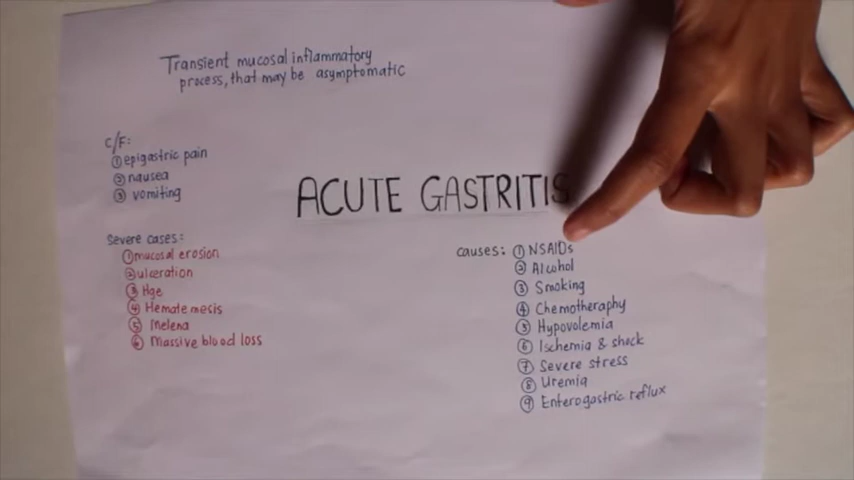 Transient mucosal inflammatory
process, that may be asymptomatic
C/F:
① epigastric pain
② nausea
③ vomiting
ACUTE GASTRITIS
Severe cases:
① mucosal erosion
② ulceration
③ Hge
④ Hematemesis
⑤ Melena
⑥ Massive blood loss
causes: ① NSAIDs
② Alcohol
③ Smoking
④ Chemotheraphy
⑤ Hypovolemia
⑥ Ischemia & shock
⑦ Severe stress
⑧ Uremia
⑨ Enterogastric reflux